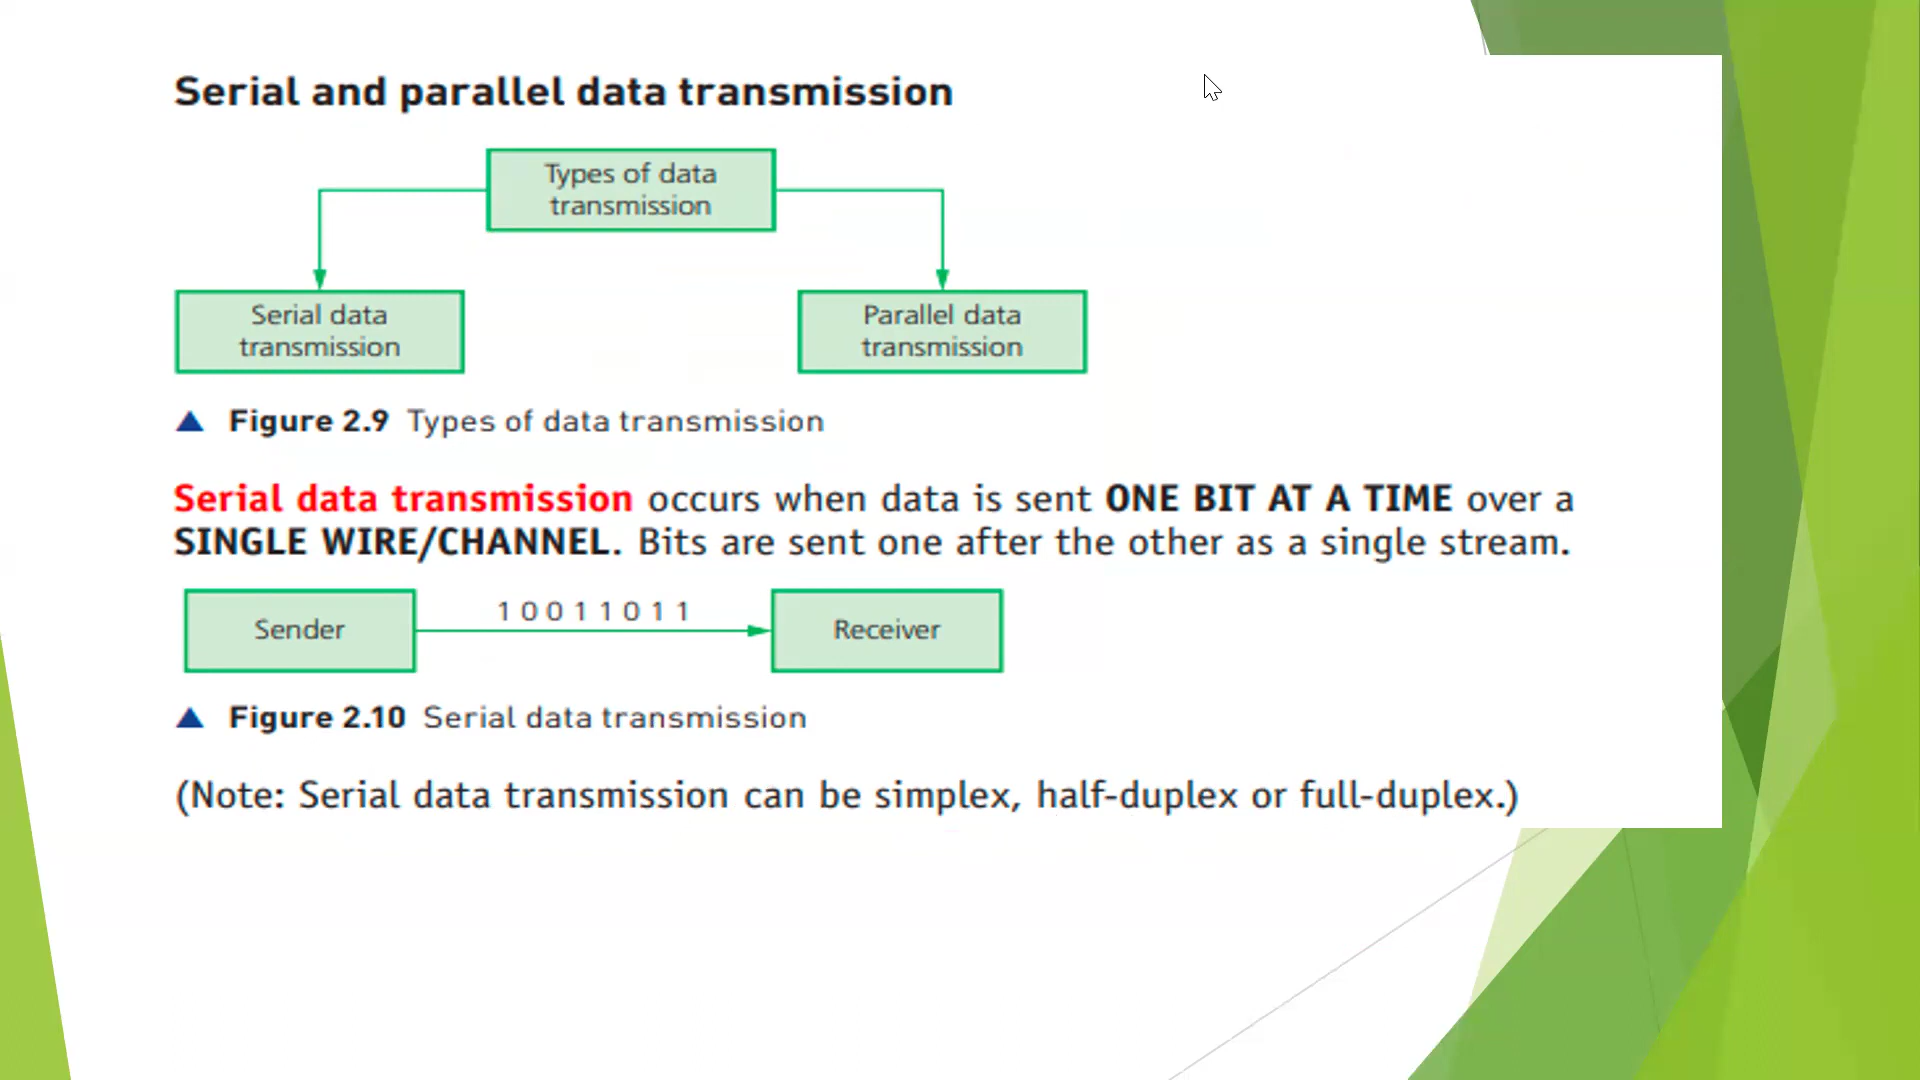 Serial and parallel data transmission
Types of data
transmission
Serial data
transmission
Parallel data
transmission
▲ Figure 2.9 Types of data transmission
Serial data transmission occurs when data is sent ONE BIT AT A TIME over a
SINGLE WIRE/CHANNEL. Bits are sent one after the other as a single stream.
Sender
1 0 0 1 1 0 1 1
Receiver
▲ Figure 2.10 Serial data transmission
(Note: Serial data transmission can be simplex, half-duplex or full-duplex.)